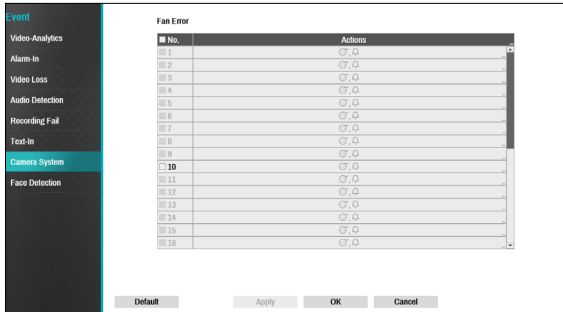 Event
Video-Analytics
Alarm-In
Video Loss
Audio Detection
Recording Fail
Text-In
Camera System
Face Detection
Fan Error
No. Actions
1
2
3
4
5
6
7
8
9
10
11
12
13
14
15
16
Default Apply OK Cancel